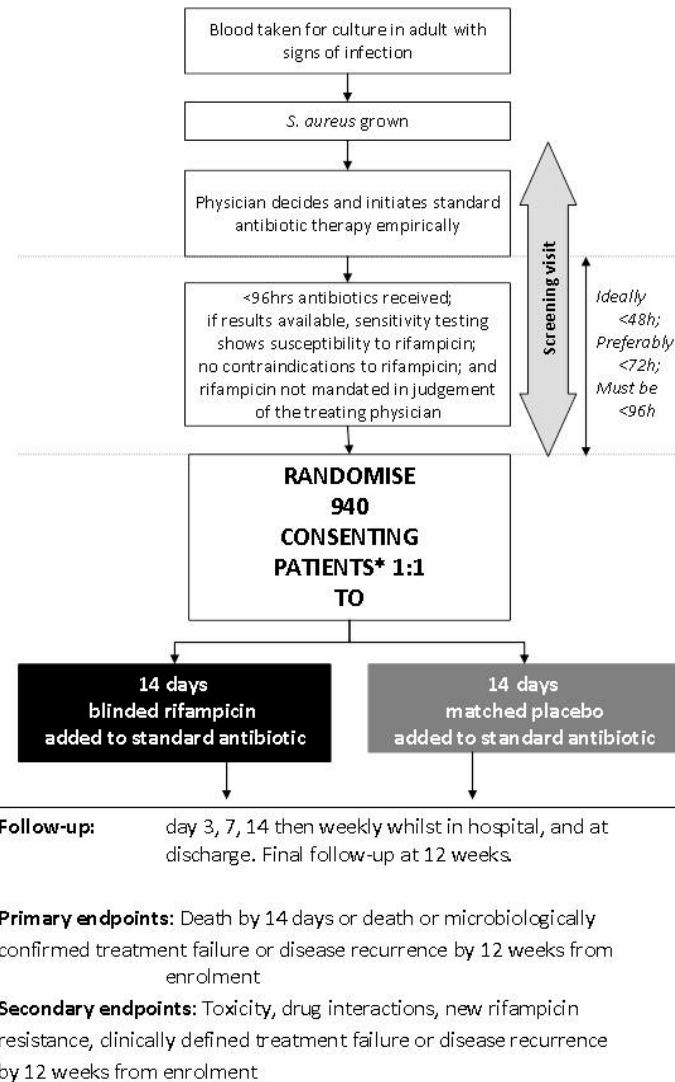 Blood taken for culture in adult with
signs of infection
S. aureus grown
Physician decides and initiates standard
antibiotic therapy empirically
<96hrs antibiotics received;
if results available, sensitivity testing
shows susceptibility to rifampicin;
no contraindications to rifampicin; and
rifampicin not mandated in judgement
of the treating physician
Screening visit
Ideally
<48h;
Preferably
<72h;
Must be
<96h
RANDOMISE
940
CONSENTING
PATIENTS* 1:1
TO
14 days
blinded rifampicin
added to standard antibiotic
14 days
matched placebo
added to standard antibiotic
Follow-up: day 3, 7, 14 then weekly whilst in hospital, and at
discharge. Final follow-up at 12 weeks.
Primary endpoints: Death by 14 days or death or microbiologically
confirmed treatment failure or disease recurrence by 12 weeks from
enrolment
Secondary endpoints: Toxicity, drug interactions, new rifampicin
resistance, clinically defined treatment failure or disease recurrence
by 12 weeks from enrolment